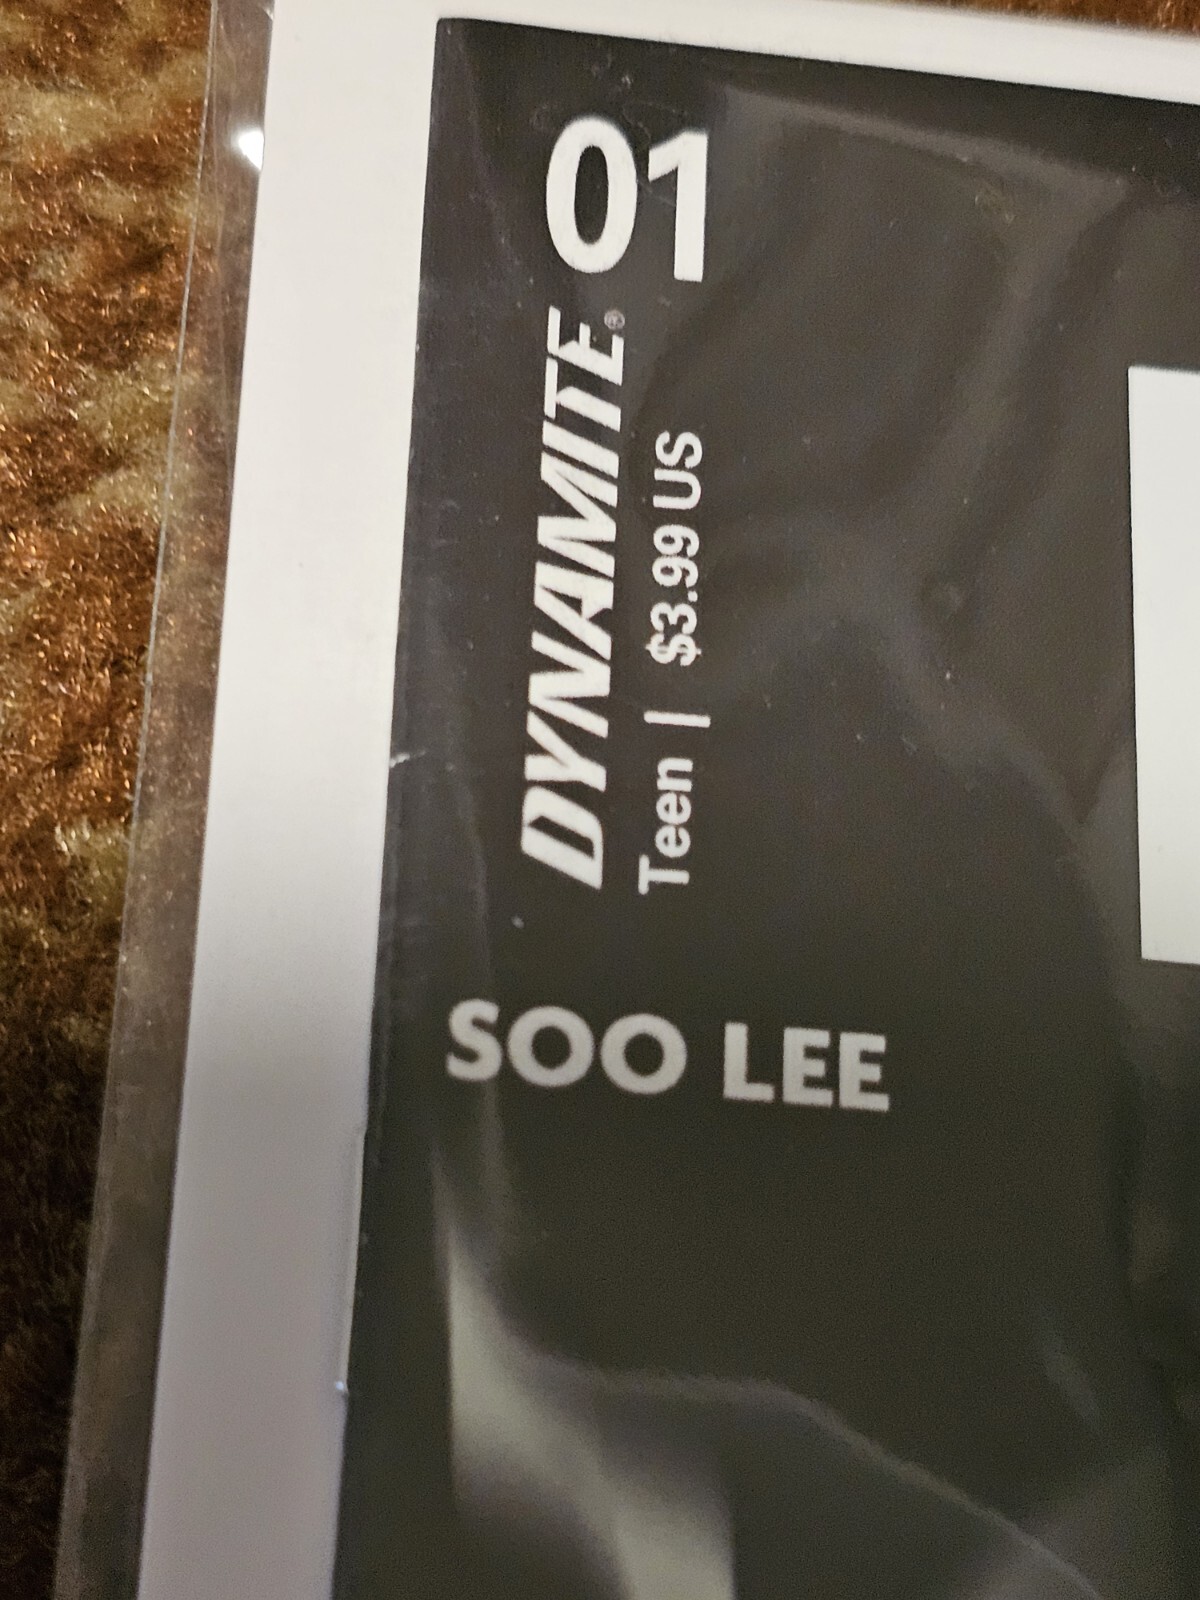 01
DYNAMITE®
Teen | $3.99 US
SOO LEE